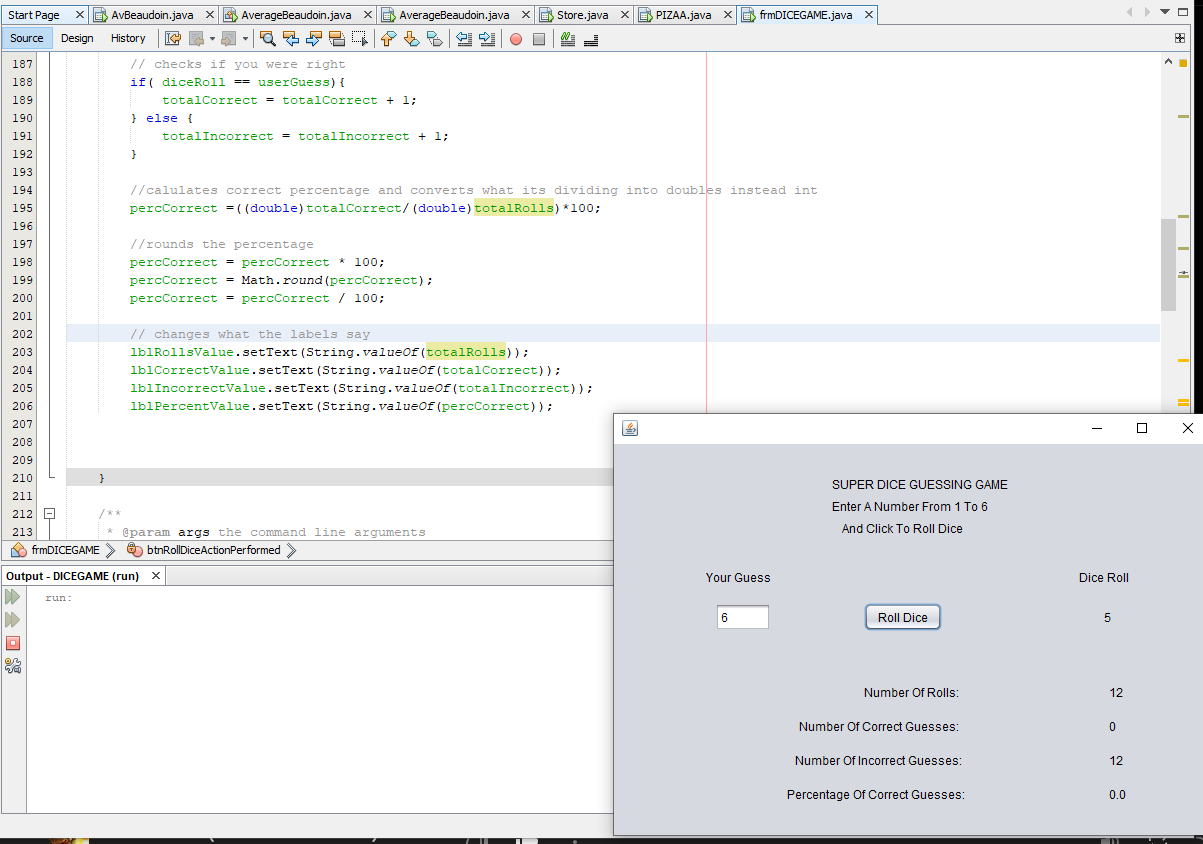 Start Page AvBeaudoin.java AverageBeaudoin.java AverageBeaudoin.java Store.java PIZAA.java frmDICEGAME.java
Source Design History
187 // checks if you were right
188 if( diceRoll == userGuess){
189 totalCorrect = totalCorrect + 1;
190 } else {
191 totalIncorrect = totalIncorrect + 1;
192 }
193
194 //calulates correct percentage and converts what its dividing into doubles instead int
195 percCorrect =((double)totalCorrect/(double)totalRolls)*100;
196
197 //rounds the percentage
198 percCorrect = percCorrect * 100;
199 percCorrect = Math.round(percCorrect);
200 percCorrect = percCorrect / 100;
201
202 // changes what the labels say
203 lblRollsValue.setText(String.valueOf(totalRolls));
204 lblCorrectValue.setText(String.valueOf(totalCorrect));
205 lblIncorrectValue.setText(String.valueOf(totalIncorrect));
206 lblPercentValue.setText(String.valueOf(percCorrect));
207
208
209
210 }
211
212 /**
213 * @param args the command line arguments
frmDICEGAME btnRollDiceActionPerformed
Output - DICEGAME (run)
run:
SUPER DICE GUESSING GAME
Enter A Number From 1 To 6
And Click To Roll Dice
Your Guess Dice Roll
6 Roll Dice 5
Number Of Rolls: 12
Number Of Correct Guesses: 0
Number Of Incorrect Guesses: 12
Percentage Of Correct Guesses: 0.0